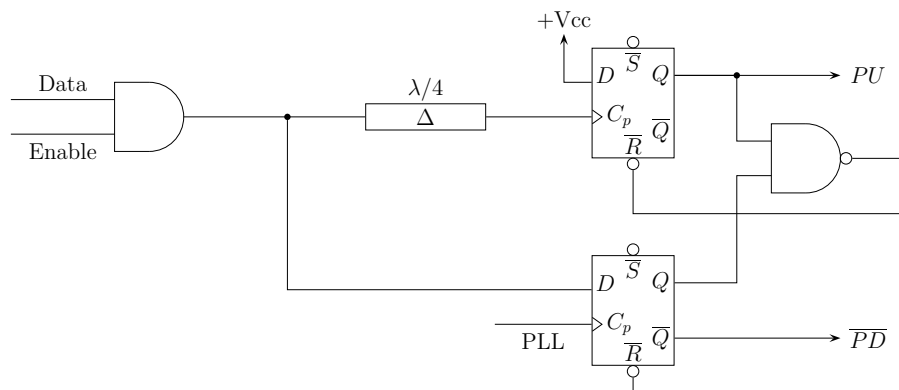 +Vcc
Data
Enable
λ/4
Δ
D
S̅
Q
C_p
Q̅
R̅
PU
D
S̅
Q
C_p
Q̅
R̅
PLL
P̅D̅